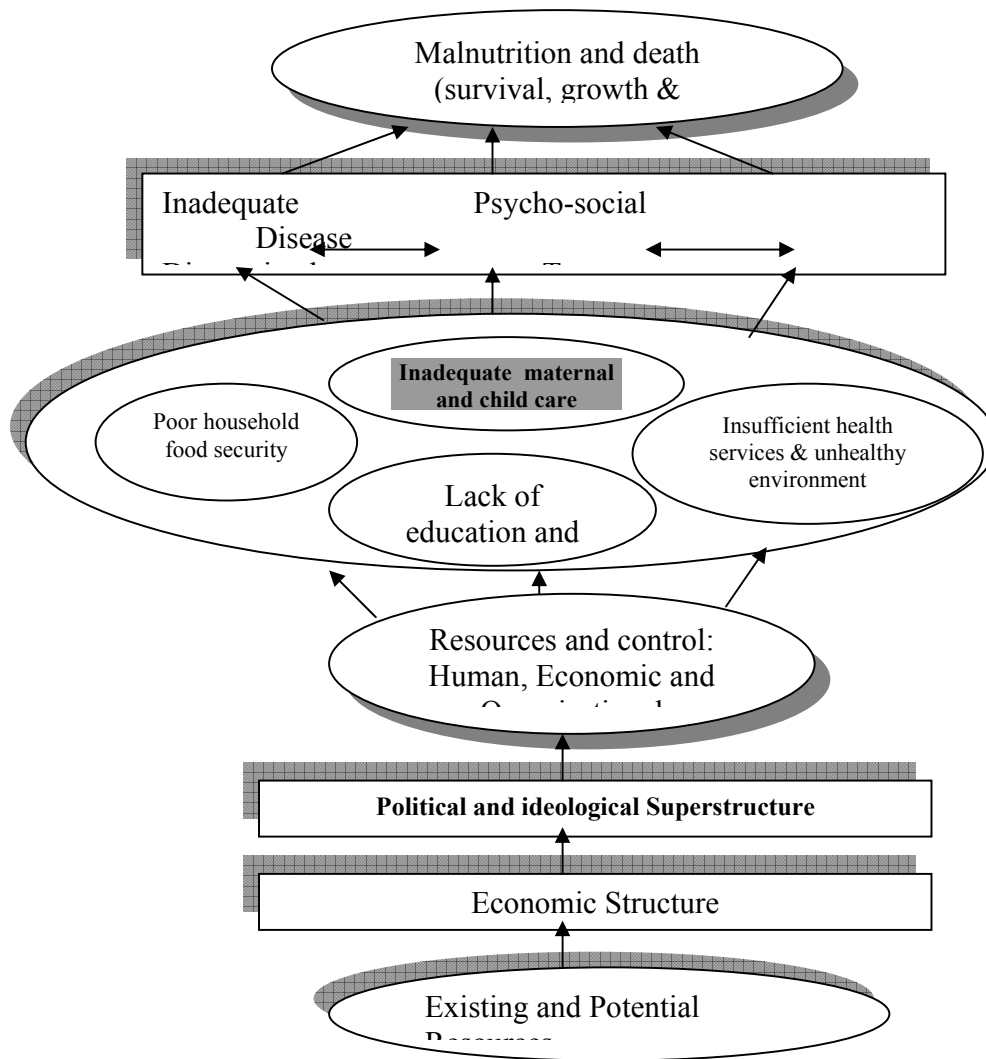 Malnutrition and death
(survival, growth &
Inadequate Psycho-social
Disease
Inadequate maternal
and child care
Poor household
food security
Insufficient health
services & unhealthy
environment
Lack of
education and
Resources and control:
Human, Economic and
Political and ideological Superstructure
Economic Structure
Existing and Potential
Resources